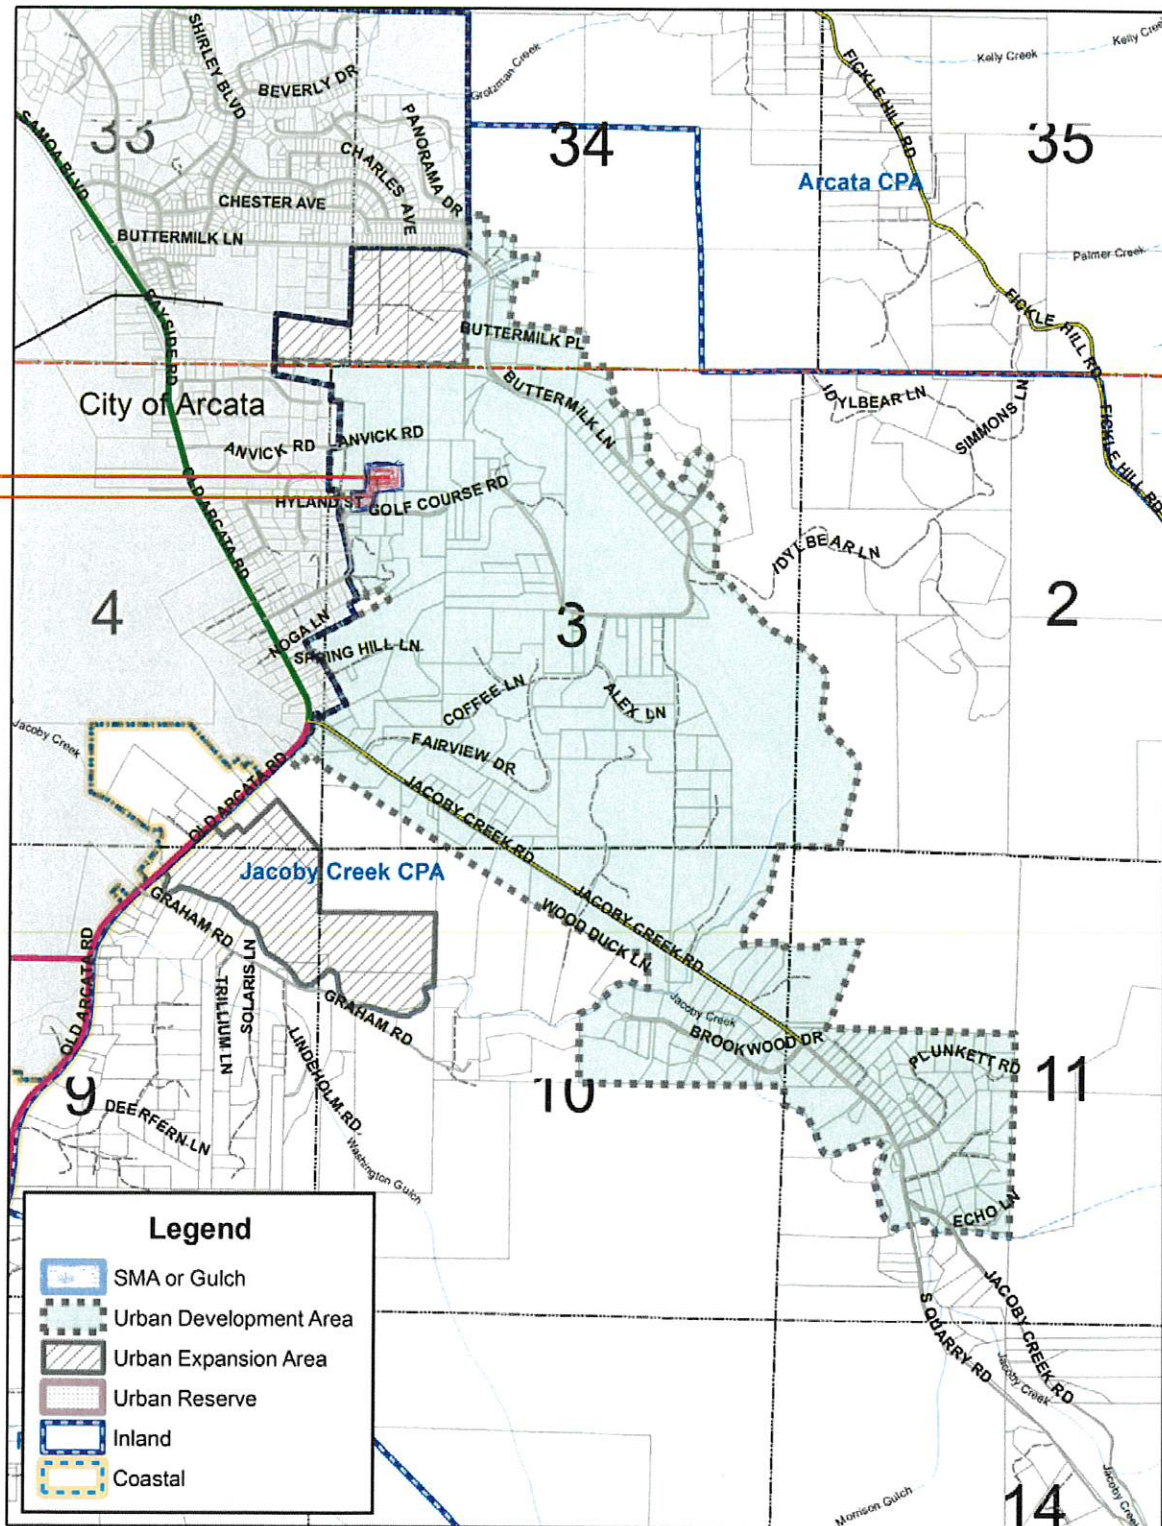 SHIRLEY BLVD
BEVERLY DR
Grotzman Creek
FICKLE HILL RD
Kelly Creek
SAMOA BLVD
33
PANORAMA DR
CHARLES AVE
34
35
Arcata CPA
CHESTER AVE
BUTTERMILK LN
Palmer Creek
BAYSIDE RD
FICKLE HILL RD
BUTTERMILK PL
City of Arcata
BUTTERMILK LN
IDYLBEAR LN
SIMMONS LN
FICKLE HILL RD
ANVICK RD
ANVICK RD
OLD ARCATA RD
HYLAND ST
GOLF COURSE RD
IDYLBEAR LN
4
3
2
NOGA LN
SPRING HILL LN
COFFEE LN
ALEX LN
Jacoby Creek
FAIRVIEW DR
OLD ARCATA RD
JACOBY CREEK RD
Jacoby Creek CPA
GRAHAM RD
WOOD DUCK LN
JACOBY CREEK RD
OLD ARCATA RD
TRILLIUM LN
SOLARIS LN
LINDEHOLM RD
GRAHAM RD
Jacoby Creek
BROOKWOOD DR
PLUNKETT RD
9
10
11
DEERFERN LN
Washington Gulch
ECHO LN
S QUARRY RD
JACOBY CREEK RD
Jacoby Creek
Jacoby Creek
Morrison Gulch
14
Legend
SMA or Gulch
Urban Development Area
Urban Expansion Area
Urban Reserve
Inland
Coastal